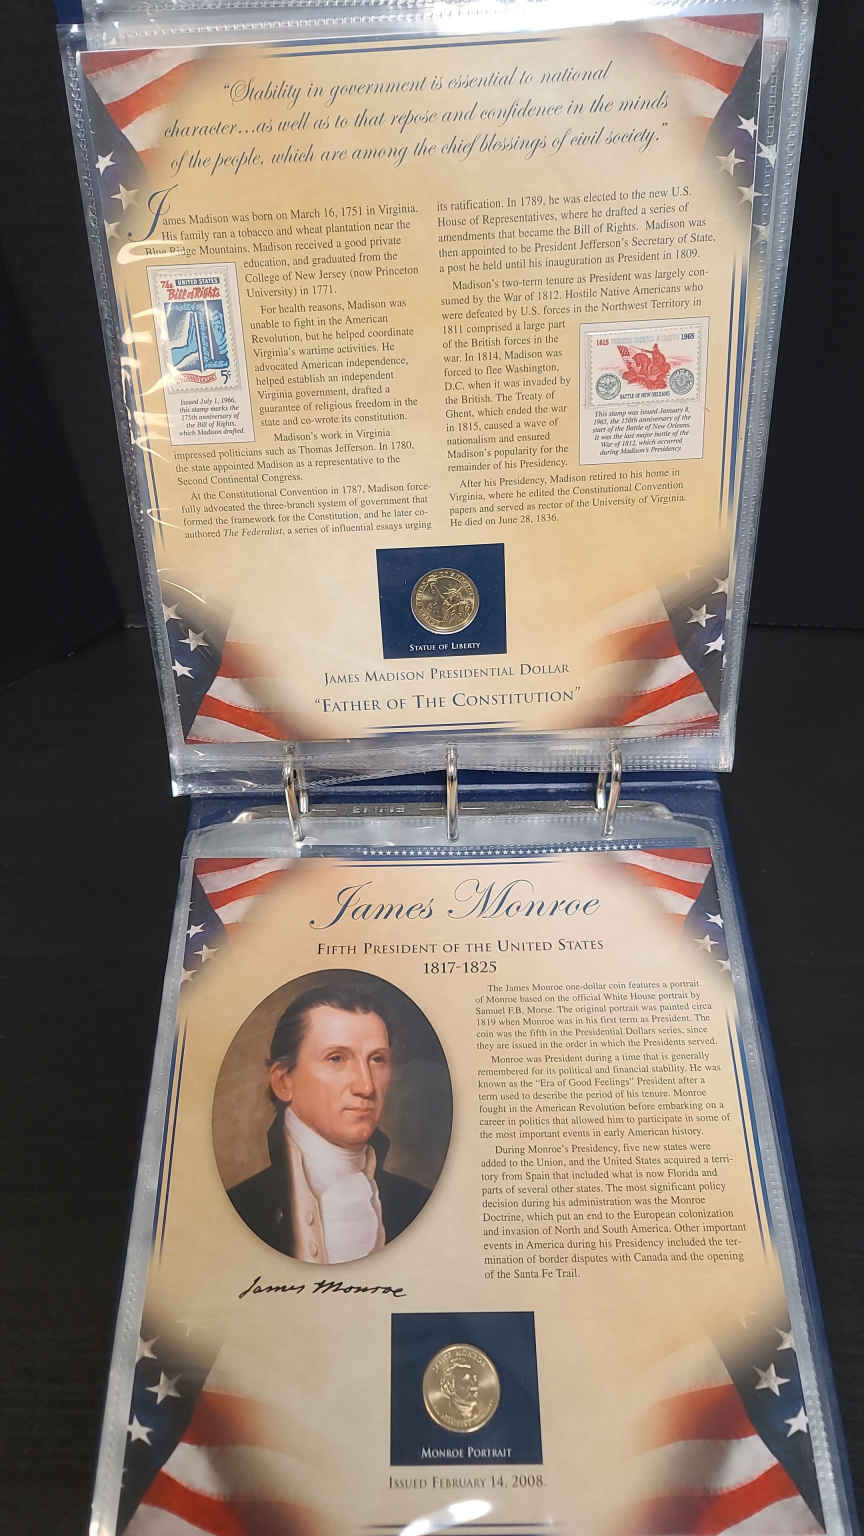 "Stability in government is essential to national
character...as well as to that repose and confidence in the minds
of the people, which are among the chief blessings of civil society."
James Madison was born on March 16, 1751 in Virginia.
His family ran a tobacco and wheat plantation near the
Blue Ridge Mountains. Madison received a good private
education, and graduated from the
College of New Jersey (now Princeton
University) in 1771.
For health reasons, Madison was
unable to fight in the American
Revolution, but he helped coordinate
Virginia's wartime activities. He
advocated American independence,
helped establish an independent
Virginia government, drafted a
guarantee of religious freedom in the
state and co-wrote its constitution.
Madison's work in Virginia
impressed politicians such as Thomas Jefferson. In 1780,
the state appointed Madison as a representative to the
Second Continental Congress.
At the Constitutional Convention in 1787, Madison force-
fully advocated the three-branch system of government that
formed the framework for the Constitution, and he later co-
authored The Federalist, a series of influential essays urging
UNITED STATES
The
Bill of Rights
5¢
Issued July 1, 1966,
this stamp marks the
175th anniversary of
the Bill of Rights,
which Madison drafted.
its ratification. In 1789, he was elected to the new U.S.
House of Representatives, where he drafted a series of
amendments that became the Bill of Rights. Madison was
then appointed to be President Jefferson's Secretary of State,
a post he held until his inauguration as President in 1809.
Madison's two-term tenure as President was largely con-
sumed by the War of 1812. Hostile Native Americans who
were defeated by U.S. forces in the Northwest Territory in
1811 comprised a large part
of the British forces in the
war. In 1814, Madison was
forced to flee Washington,
D.C. when it was invaded by
the British. The Treaty of
Ghent, which ended the war
in 1815, caused a wave of
nationalism and ensured
Madison's popularity for the
remainder of his Presidency.
After his Presidency, Madison retired to his home in
Virginia, where he edited the Constitutional Convention
papers and served as rector of the University of Virginia.
He died on June 28, 1836.
1815 1965
BATTLE OF NEW ORLEANS
This stamp was issued January 8,
1965, the 150th anniversary of the
start of the Battle of New Orleans.
It was the last major battle of the
War of 1812, which occurred
during Madison's Presidency.
STATUE OF LIBERTY
JAMES MADISON PRESIDENTIAL DOLLAR
"FATHER OF THE CONSTITUTION"
James Monroe
FIFTH PRESIDENT OF THE UNITED STATES
1817-1825
The James Monroe one-dollar coin features a portrait
of Monroe based on the official White House portrait by
Samuel F.B. Morse. The original portrait was painted circa
1819 when Monroe was in his first term as President. The
coin was the fifth in the Presidential Dollars series, since
they are issued in the order in which the Presidents served.
Monroe was President during a time that is generally
remembered for its political and financial stability. He was
known as the "Era of Good Feelings" President after a
term used to describe the period of his tenure. Monroe
fought in the American Revolution before embarking on a
career in politics that allowed him to participate in some of
the most important events in early American history.
During Monroe's Presidency, five new states were
added to the Union, and the United States acquired a terri-
tory from Spain that included what is now Florida and
parts of several other states. The most significant policy
decision during his administration was the Monroe
Doctrine, which put an end to the European colonization
and invasion of North and South America. Other important
events in America during his Presidency included the ter-
mination of border disputes with Canada and the opening
of the Santa Fe Trail.
James Monroe
JAMES MONROE
MONROE PORTRAIT
ISSUED FEBRUARY 14, 2008.